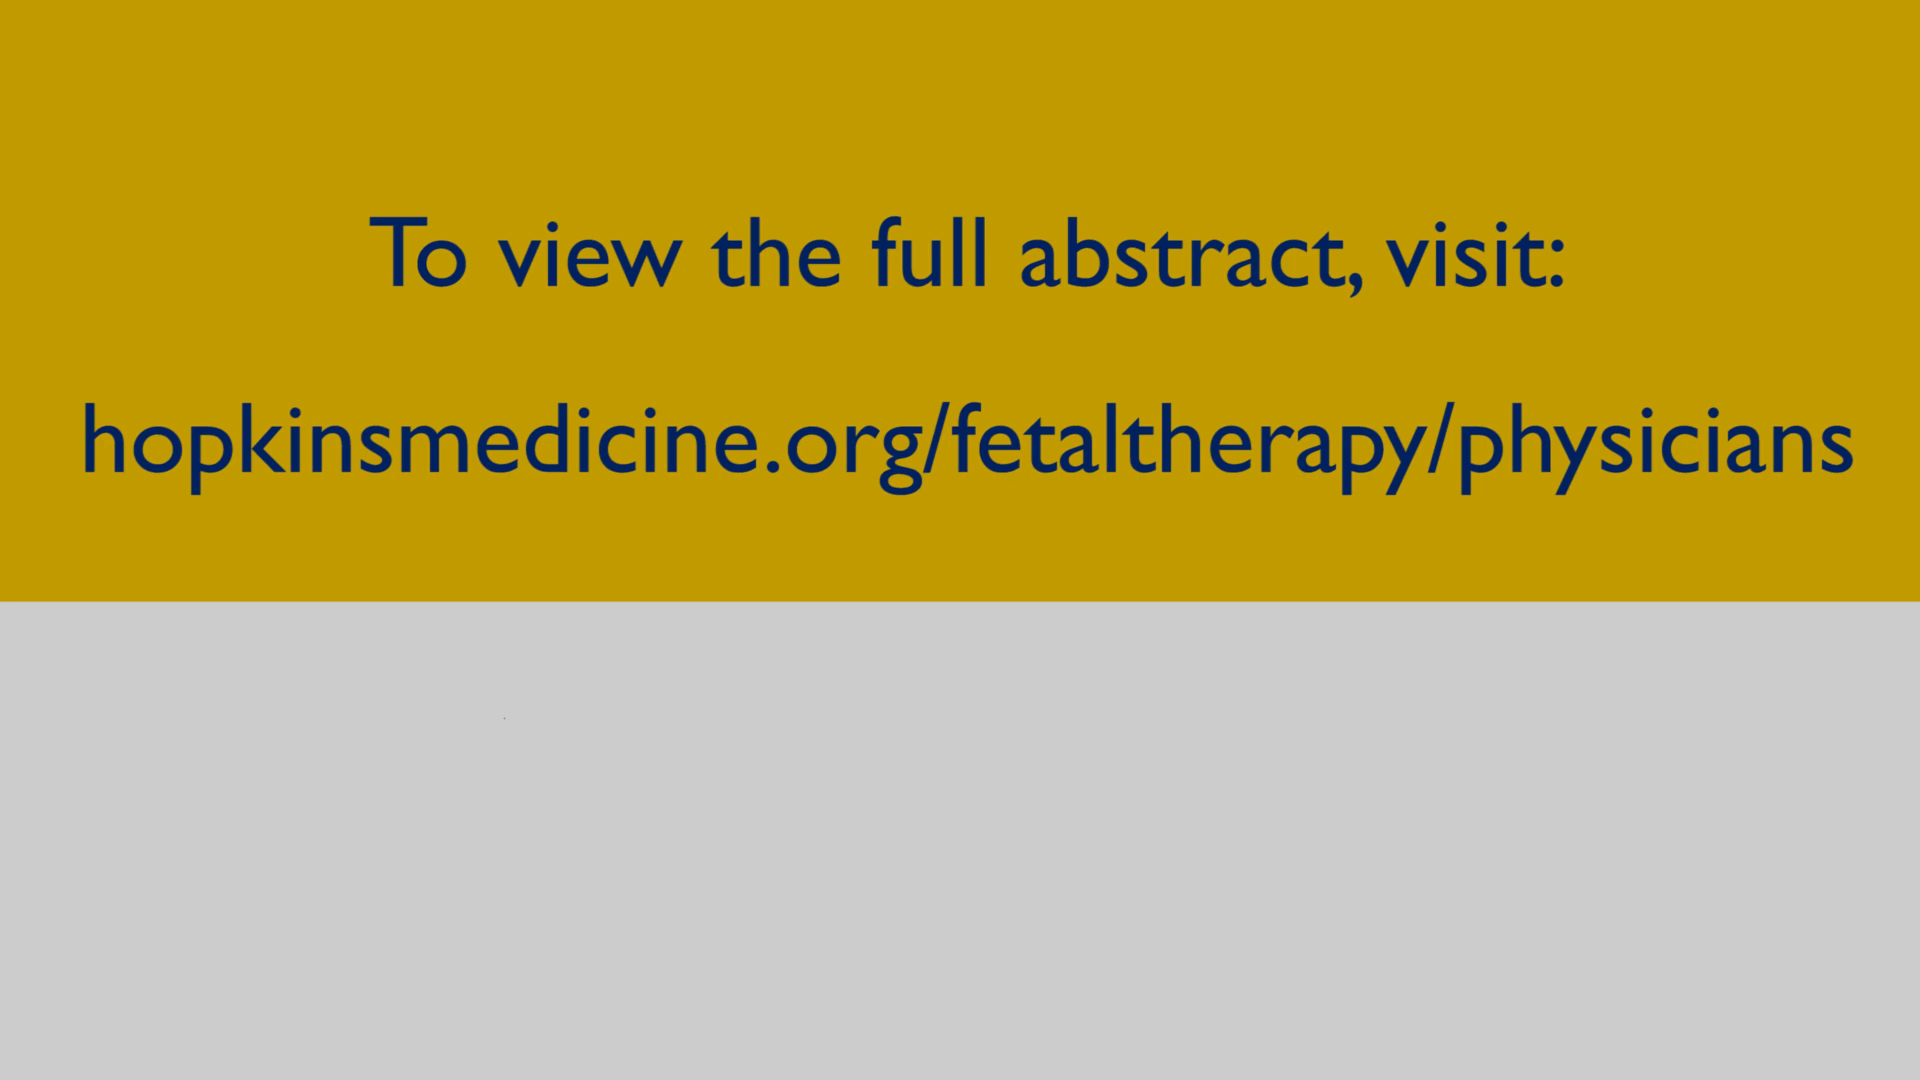 To view the full abstract, visit:
hopkinsmedicine.org/fetaltherapy/physicians